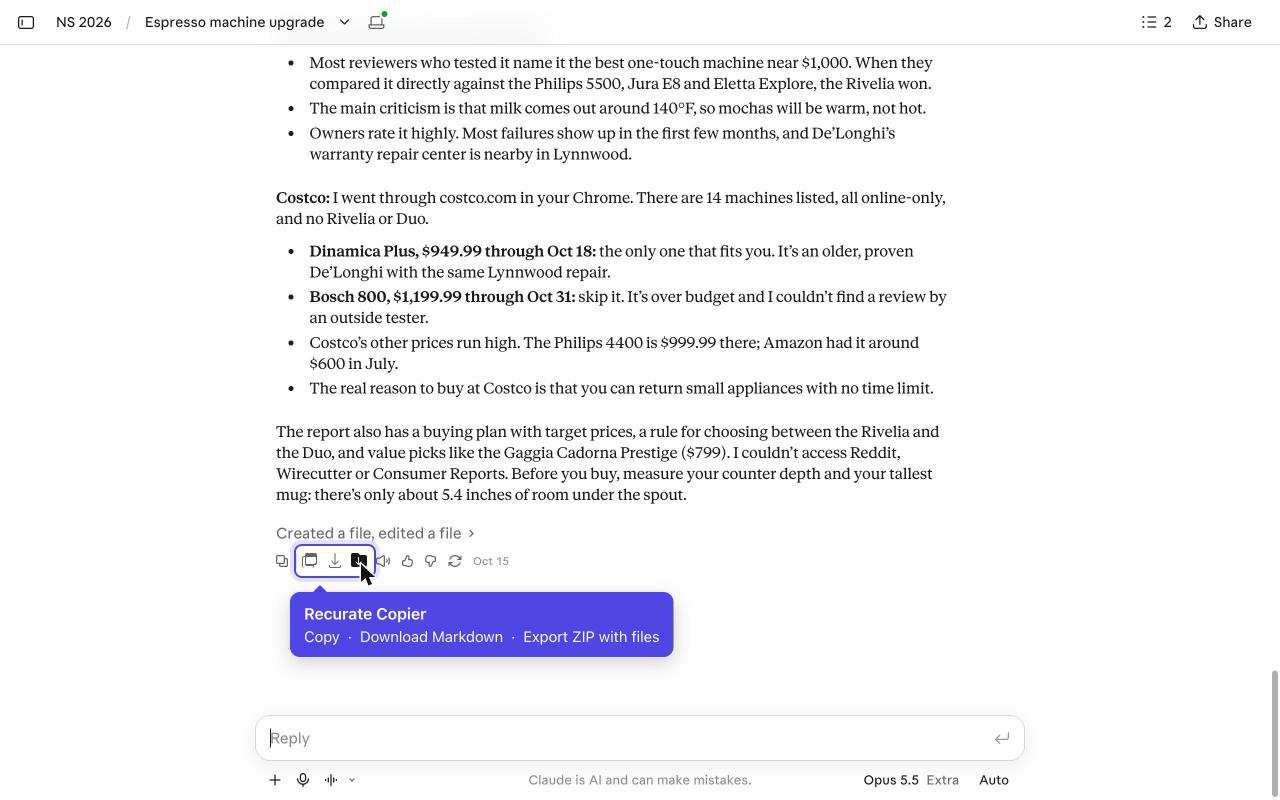 NS 2026 / Espresso machine upgrade
2 Share
• Most reviewers who tested it name it the best one-touch machine near $1,000. When they
compared it directly against the Philips 5500, Jura E8 and Eletta Explore, the Rivelia won.
• The main criticism is that milk comes out around 140°F, so mochas will be warm, not hot.
• Owners rate it highly. Most failures show up in the first few months, and De’Longhi’s
warranty repair center is nearby in Lynnwood.
Costco: I went through costco.com in your Chrome. There are 14 machines listed, all online-only,
and no Rivelia or Duo.
• Dinamica Plus, $949.99 through Oct 18: the only one that fits you. It’s an older, proven
De’Longhi with the same Lynnwood repair.
• Bosch 800, $1,199.99 through Oct 31: skip it. It’s over budget and I couldn’t find a review by
an outside tester.
• Costco’s other prices run high. The Philips 4400 is $999.99 there; Amazon had it around
$600 in July.
• The real reason to buy at Costco is that you can return small appliances with no time limit.
The report also has a buying plan with target prices, a rule for choosing between the Rivelia and
the Duo, and value picks like the Gaggia Cadorna Prestige ($799). I couldn’t access Reddit,
Wirecutter or Consumer Reports. Before you buy, measure your counter depth and your tallest
mug: there’s only about 5.4 inches of room under the spout.
Created a file, edited a file >
Oct 15
Recurate Copier
Copy · Download Markdown · Export ZIP with files
Reply
Claude is AI and can make mistakes.
Opus 5.5 Extra Auto